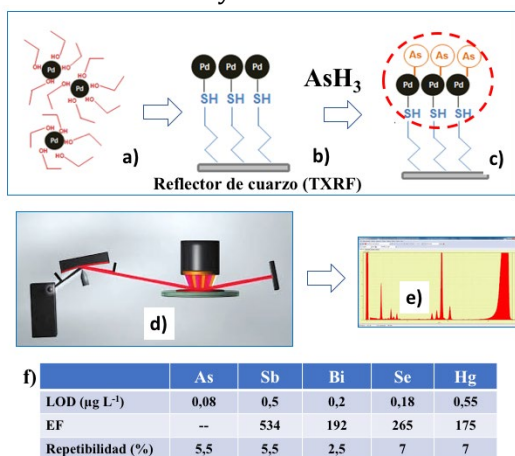 y
Pd
HO
OH
Pd
Pd
a)
Pd Pd Pd
SH SH SH
b)
AsH3
As As As
Pd Pd Pd
SH SH SH
c)
Reflector de cuarzo (TXRF)
d)
e)
f)
As Sb Bi Se Hg
LOD (µg L-1) 0,08 0,5 0,2 0,18 0,55
EF -- 534 192 265 175
Repetibilidad (%) 5,5 5,5 2,5 7 7